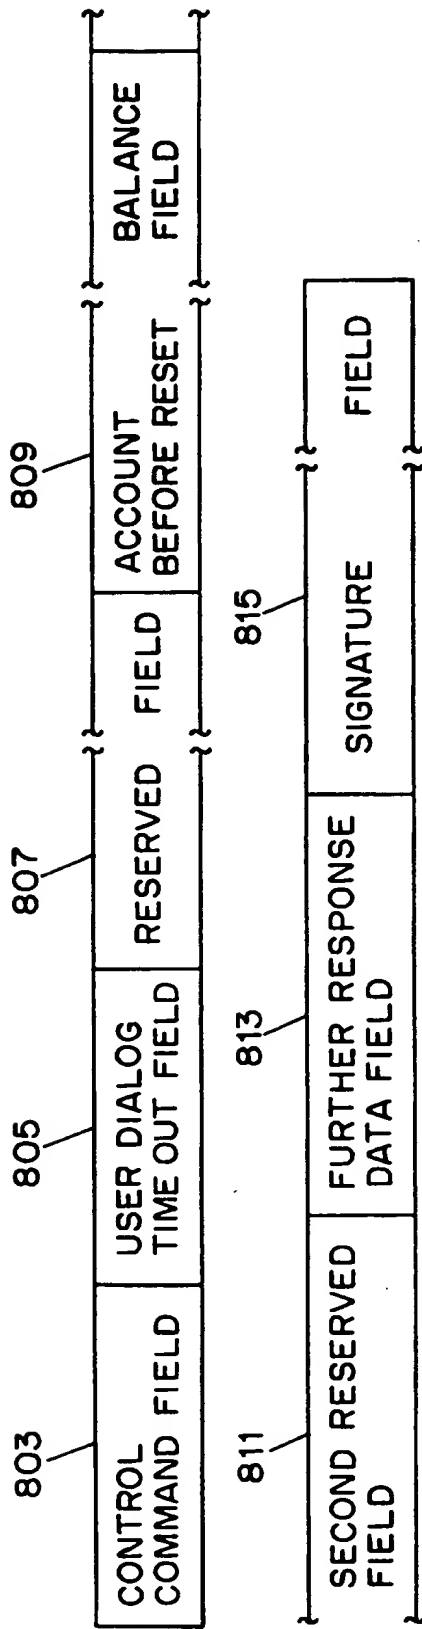 803
CONTROL
COMMAND FIELD
805
USER DIALOG
TIME OUT FIELD
807
RESERVED FIELD
809
ACCOUNT BALANCE
BEFORE RESET FIELD
811
SECOND RESERVED
FIELD
813
FURTHER RESPONSE
DATA FIELD
815
SIGNATURE FIELD